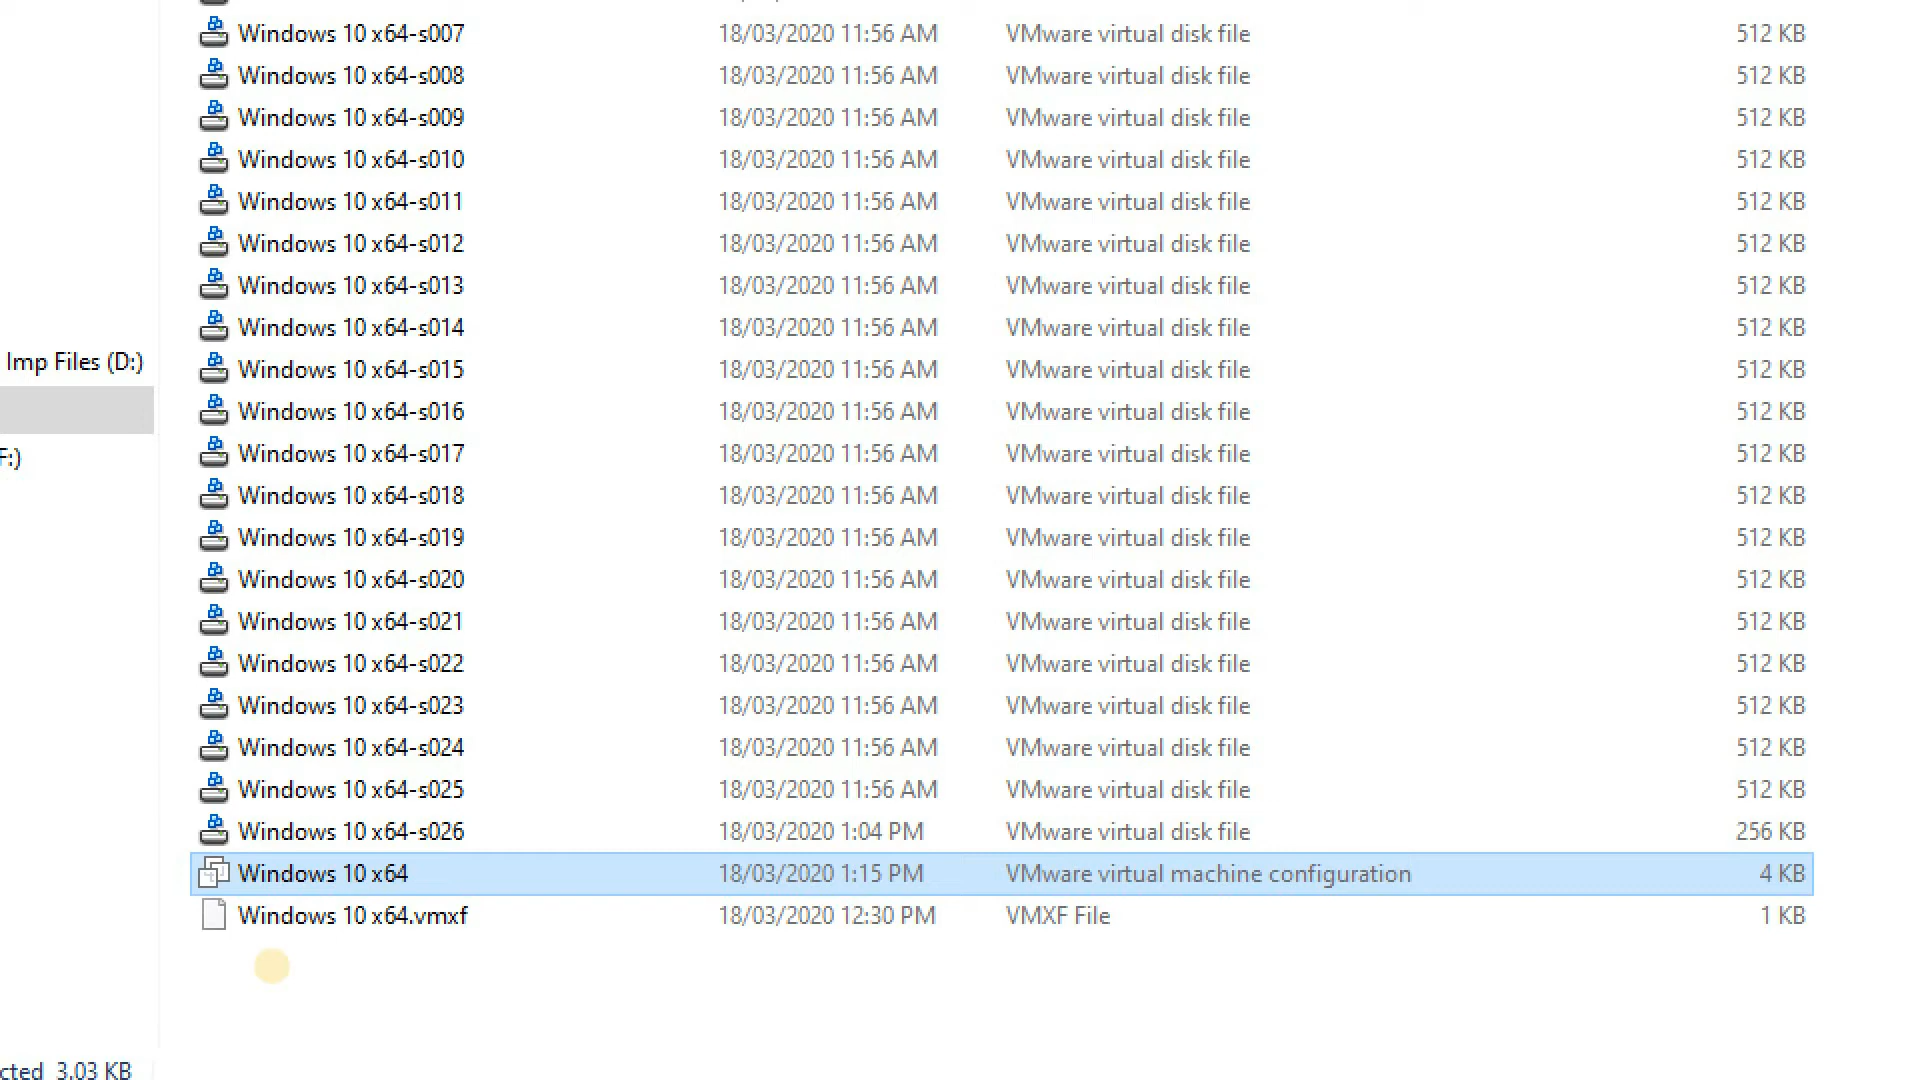 Windows 10 x64-s007 18/03/2020 11:56 AM VMware virtual disk file 512 KB
Windows 10 x64-s008 18/03/2020 11:56 AM VMware virtual disk file 512 KB
Windows 10 x64-s009 18/03/2020 11:56 AM VMware virtual disk file 512 KB
Windows 10 x64-s010 18/03/2020 11:56 AM VMware virtual disk file 512 KB
Windows 10 x64-s011 18/03/2020 11:56 AM VMware virtual disk file 512 KB
Windows 10 x64-s012 18/03/2020 11:56 AM VMware virtual disk file 512 KB
Windows 10 x64-s013 18/03/2020 11:56 AM VMware virtual disk file 512 KB
Windows 10 x64-s014 18/03/2020 11:56 AM VMware virtual disk file 512 KB
Imp Files (D:)
Windows 10 x64-s015 18/03/2020 11:56 AM VMware virtual disk file 512 KB
Windows 10 x64-s016 18/03/2020 11:56 AM VMware virtual disk file 512 KB
F:)
Windows 10 x64-s017 18/03/2020 11:56 AM VMware virtual disk file 512 KB
Windows 10 x64-s018 18/03/2020 11:56 AM VMware virtual disk file 512 KB
Windows 10 x64-s019 18/03/2020 11:56 AM VMware virtual disk file 512 KB
Windows 10 x64-s020 18/03/2020 11:56 AM VMware virtual disk file 512 KB
Windows 10 x64-s021 18/03/2020 11:56 AM VMware virtual disk file 512 KB
Windows 10 x64-s022 18/03/2020 11:56 AM VMware virtual disk file 512 KB
Windows 10 x64-s023 18/03/2020 11:56 AM VMware virtual disk file 512 KB
Windows 10 x64-s024 18/03/2020 11:56 AM VMware virtual disk file 512 KB
Windows 10 x64-s025 18/03/2020 11:56 AM VMware virtual disk file 512 KB
Windows 10 x64-s026 18/03/2020 1:04 PM VMware virtual disk file 256 KB
Windows 10 x64 18/03/2020 1:15 PM VMware virtual machine configuration 4 KB
Windows 10 x64.vmxf 18/03/2020 12:30 PM VMXF File 1 KB
cted 3.03 KB